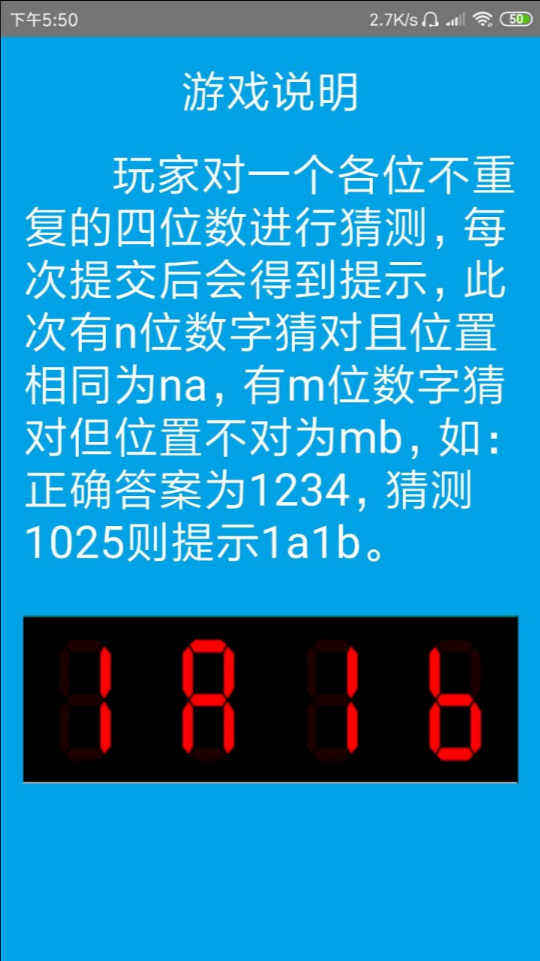 下午5:50 2.7K/s 50
游戏说明
玩家对一个各位不重
复的四位数进行猜测，每
次提交后会得到提示，此
次有n位数字猜对且位置
相同为na，有m位数字猜
对但位置不对为mb，如：
正确答案为1234，猜测
1025则提示1a1b。
1A1b